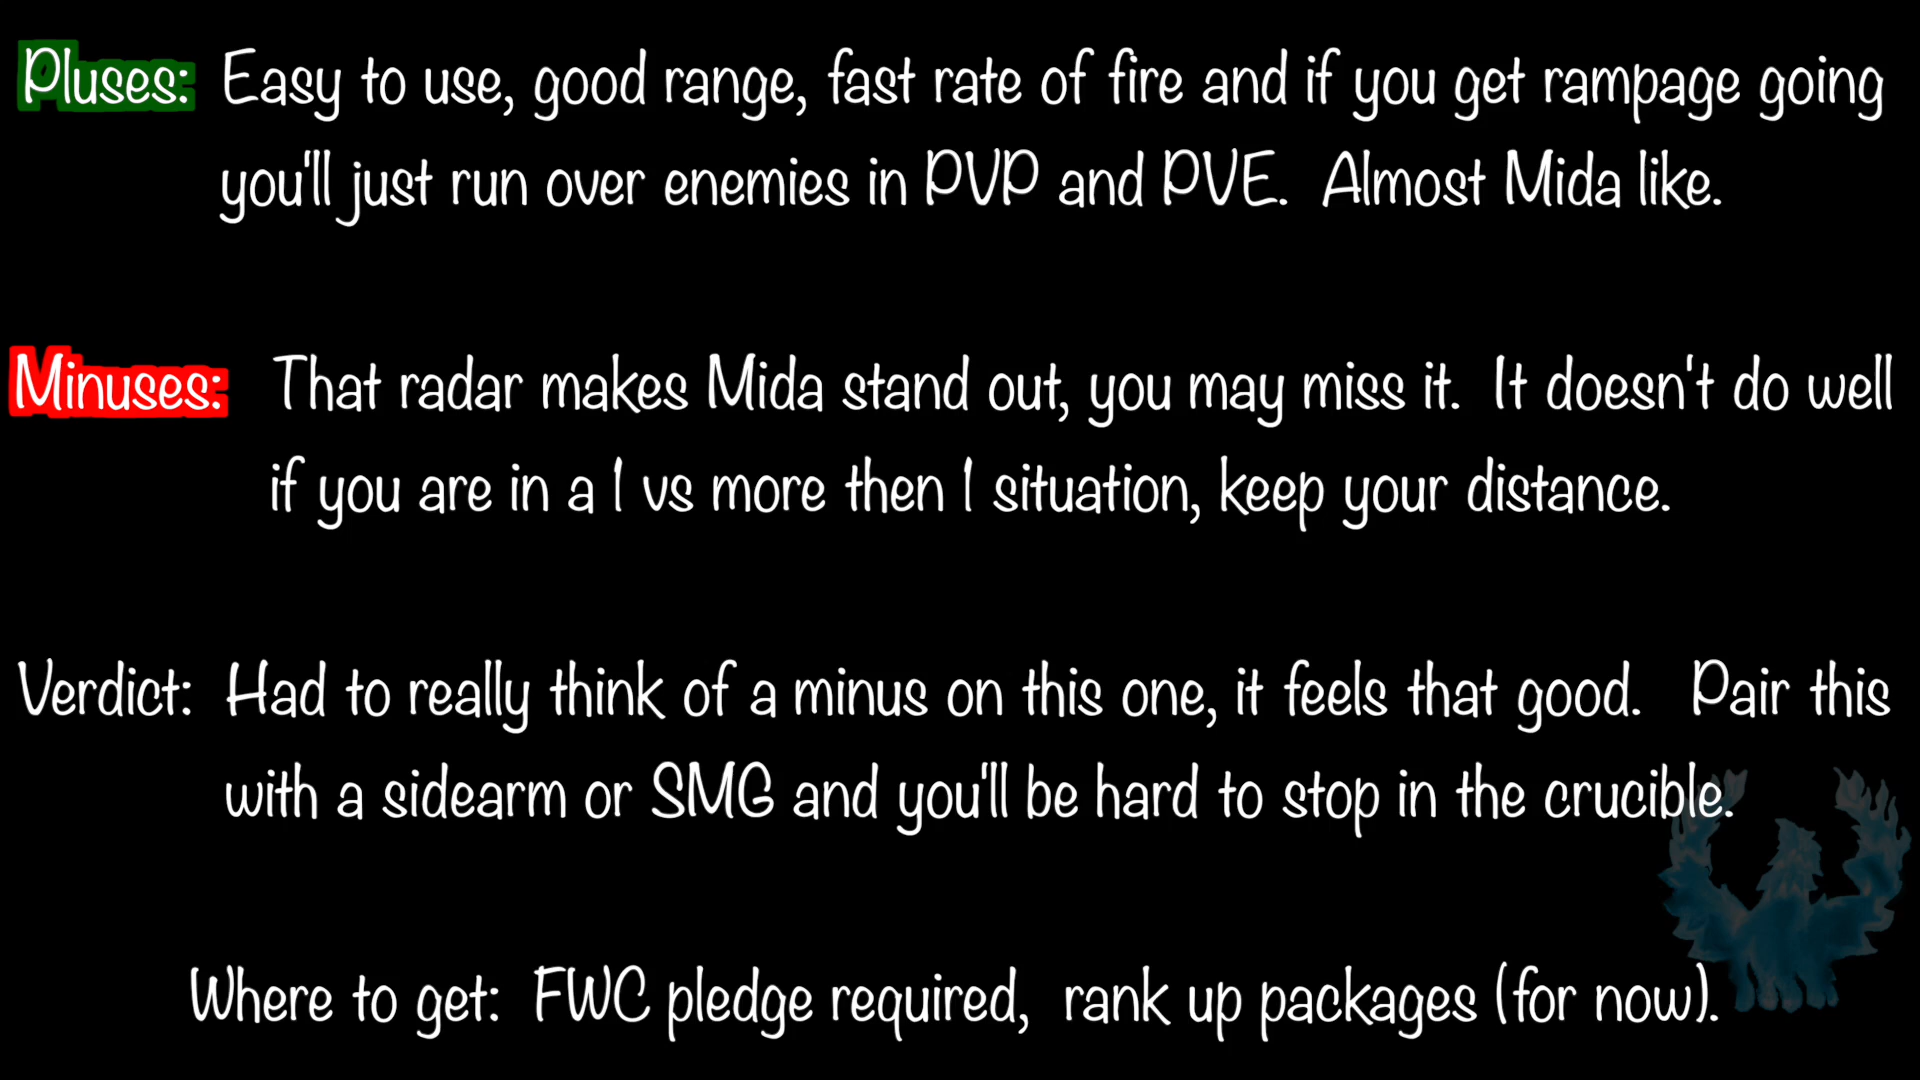 Pluses: Easy to use, good range, fast rate of fire and if you get rampage going
you'll just run over enemies in PVP and PVE. Almost Mida like.
Minuses: That radar makes Mida stand out, you may miss it. It doesn't do well
if you are in a 1 vs more then 1 situation, keep your distance.
Verdict: Had to really think of a minus on this one, it feels that good. Pair this
with a sidearm or SMG and you'll be hard to stop in the crucible.
Where to get: FWC pledge required, rank up packages (for now).